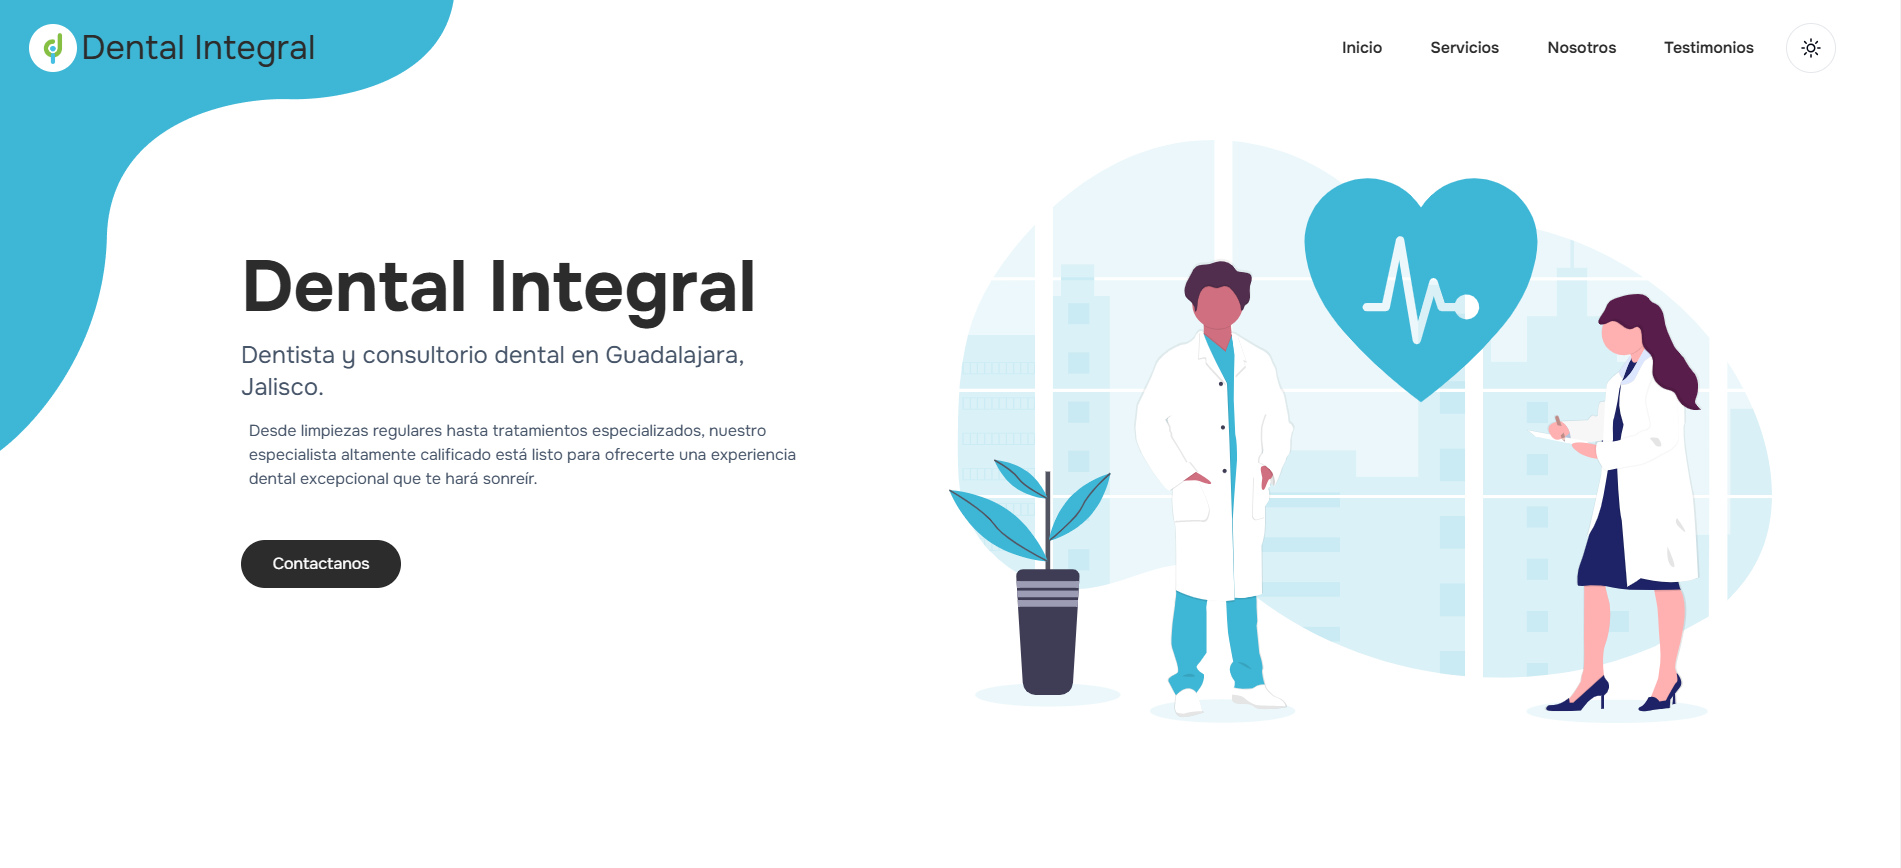 Dental Integral
Inicio
Servicios
Nosotros
Testimonios
Dental Integral
Dentista y consultorio dental en Guadalajara,
Jalisco.
Desde limpiezas regulares hasta tratamientos especializados, nuestro
especialista altamente calificado está listo para ofrecerte una experiencia
dental excepcional que te hará sonreír.
Contactanos